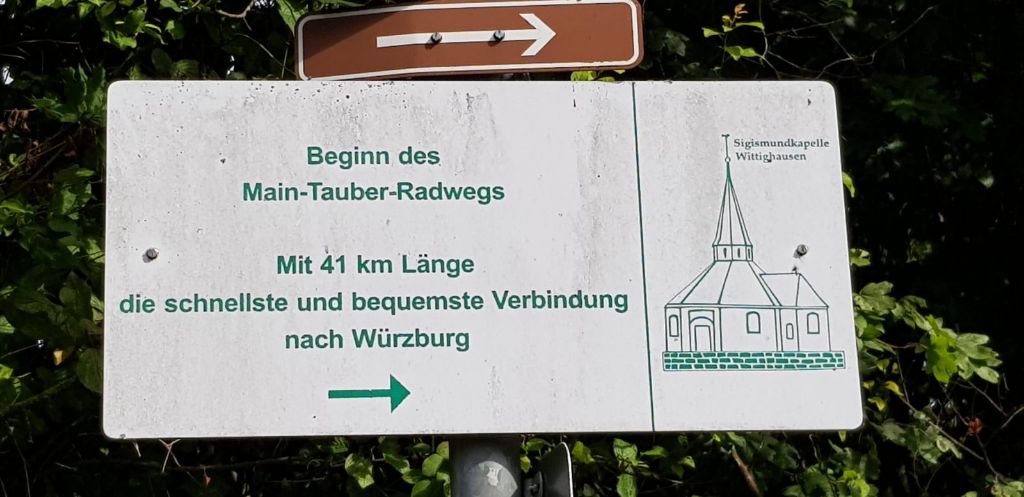 Beginn des
Main-Tauber-Radwegs
Mit 41 km Länge
die schnellste und bequemste Verbindung
nach Würzburg
Sigismundkapelle
Wittighausen